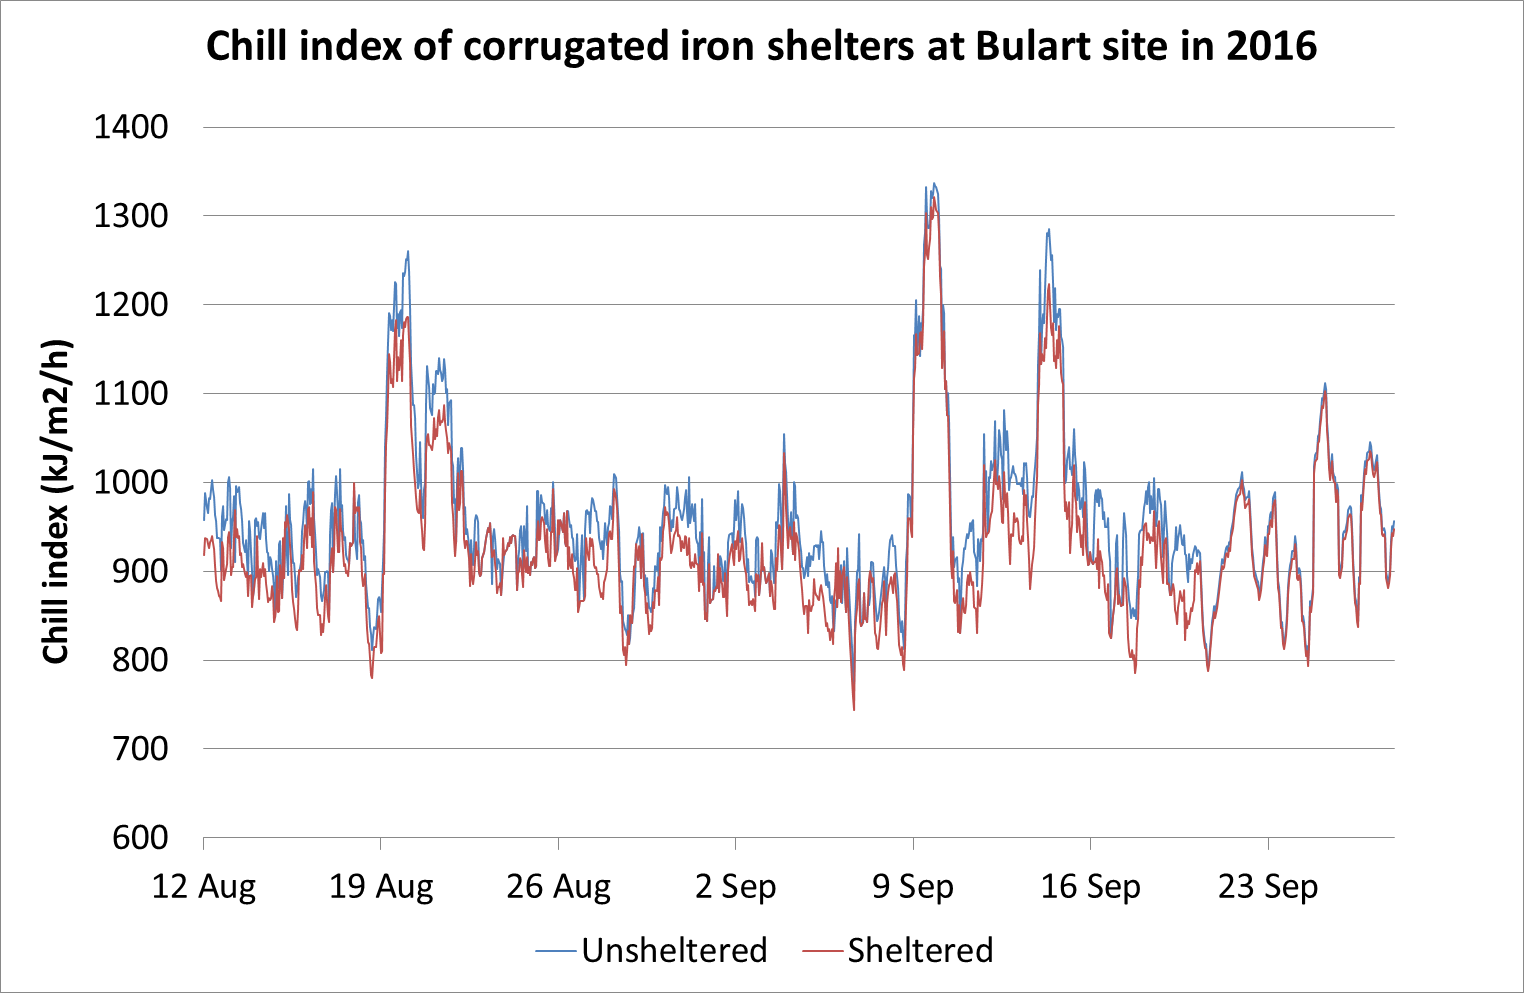 Chill index of corrugated iron shelters at Bulart site in 2016
Chill index (kJ/m2/h)
1400
1300
1200
1100
1000
900
800
700
600
12 Aug 19 Aug 26 Aug 2 Sep 9 Sep 16 Sep 23 Sep
Unsheltered Sheltered